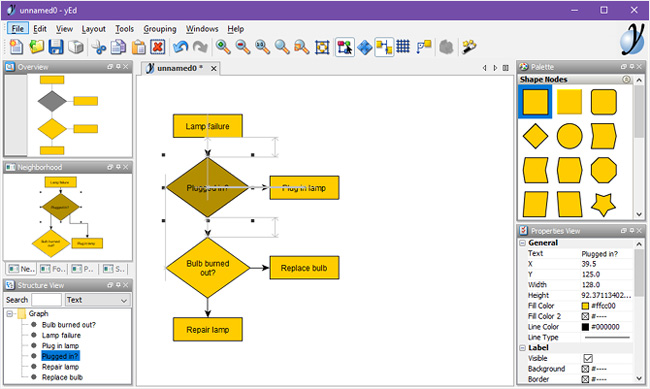 unnamed0 - yEd
File Edit View Layout Tools Grouping Windows Help
Overview
Neighborhood
Lamp failure
Plugged in?
Bulb burned
out?
Plug in lamp
Ne... Fo... P... S...
Structure View
Search Text
Graph
Bulb burned out?
Lamp failure
Plug in lamp
Plugged in?
Repair lamp
Replace bulb
unnamed0 *
Lamp failure
Plugged in?
Plug in lamp
Bulb burned
out?
Replace bulb
Repair lamp
Palette
Shape Nodes
Properties View
General
Text Plugged in?
X 39.5
Y 125.0
Width 128.0
Height 92.37113402...
Fill Color #ffcc00
Fill Color 2 #----
Line Color #000000
Line Type
Label
Visible
Background #----
Border #----